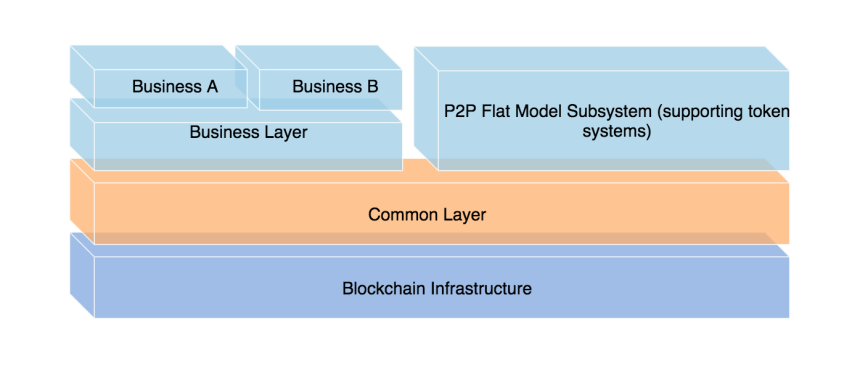 Business A
Business B
Business Layer
P2P Flat Model Subsystem (supporting token
systems)
Common Layer
Blockchain Infrastructure